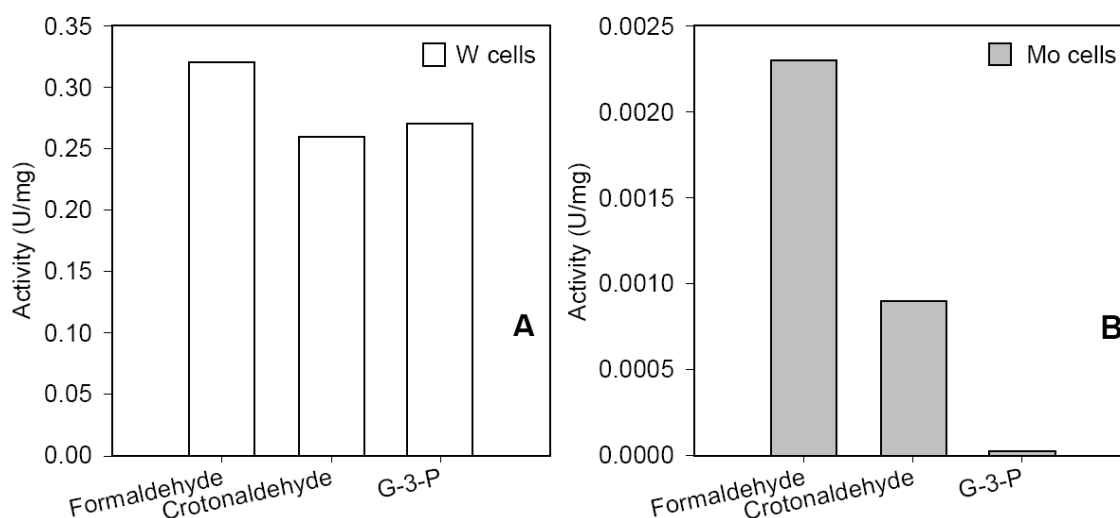 0.35
0.30
0.25
0.20
0.15
0.10
0.05
0.00
Activity (U/mg)
W cells
A
Formaldehyde
Crotonaldehyde
G-3-P
0.0025
0.0020
0.0015
0.0010
0.0005
0.0000
Activity (U/mg)
Mo cells
B
Formaldehyde
Crotonaldehyde
G-3-P